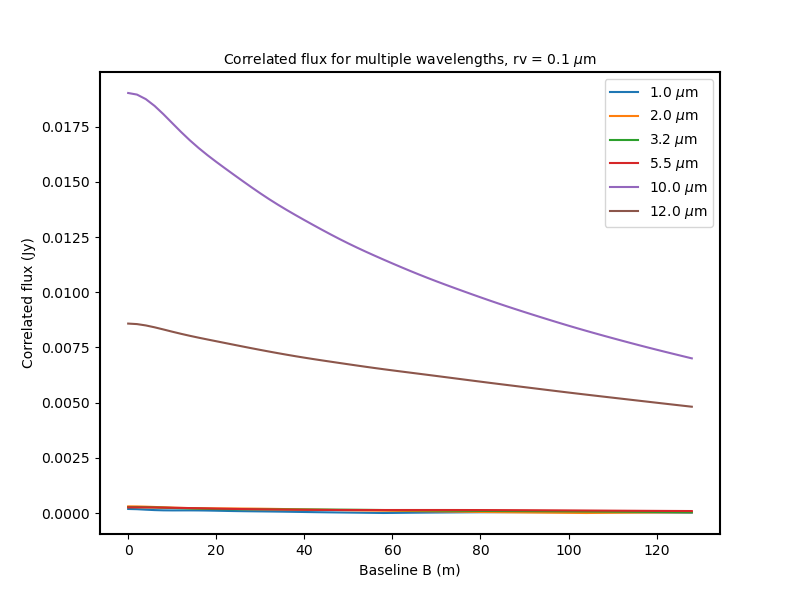 Correlated flux for multiple wavelengths, rv = 0.1 μm
1.0 μm
2.0 μm
3.2 μm
5.5 μm
10.0 μm
12.0 μm
0.0175
0.0150
0.0125
0.0100
0.0075
0.0050
0.0025
0.0000
Correlated flux (Jy)
0 20 40 60 80 100 120
Baseline B (m)